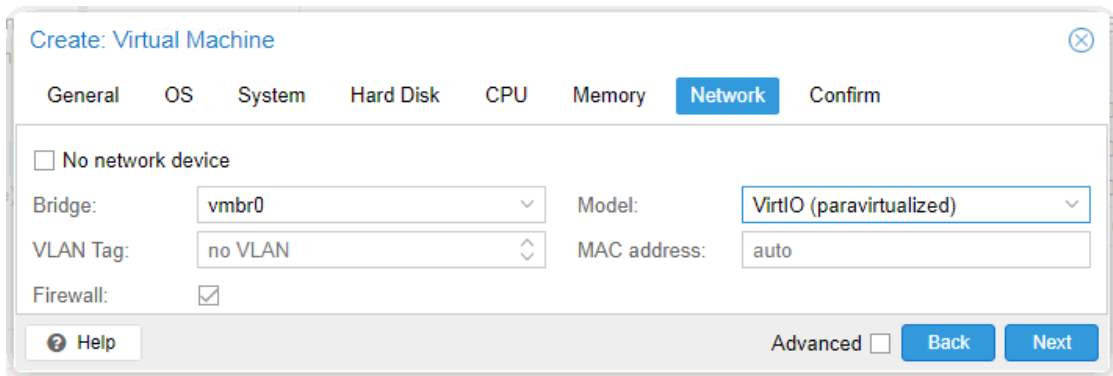 Create: Virtual Machine
General OS System Hard Disk CPU Memory Network Confirm
No network device
Bridge: vmbr0 Model: VirtIO (paravirtualized)
VLAN Tag: no VLAN MAC address: auto
Firewall:
Help Advanced Back Next